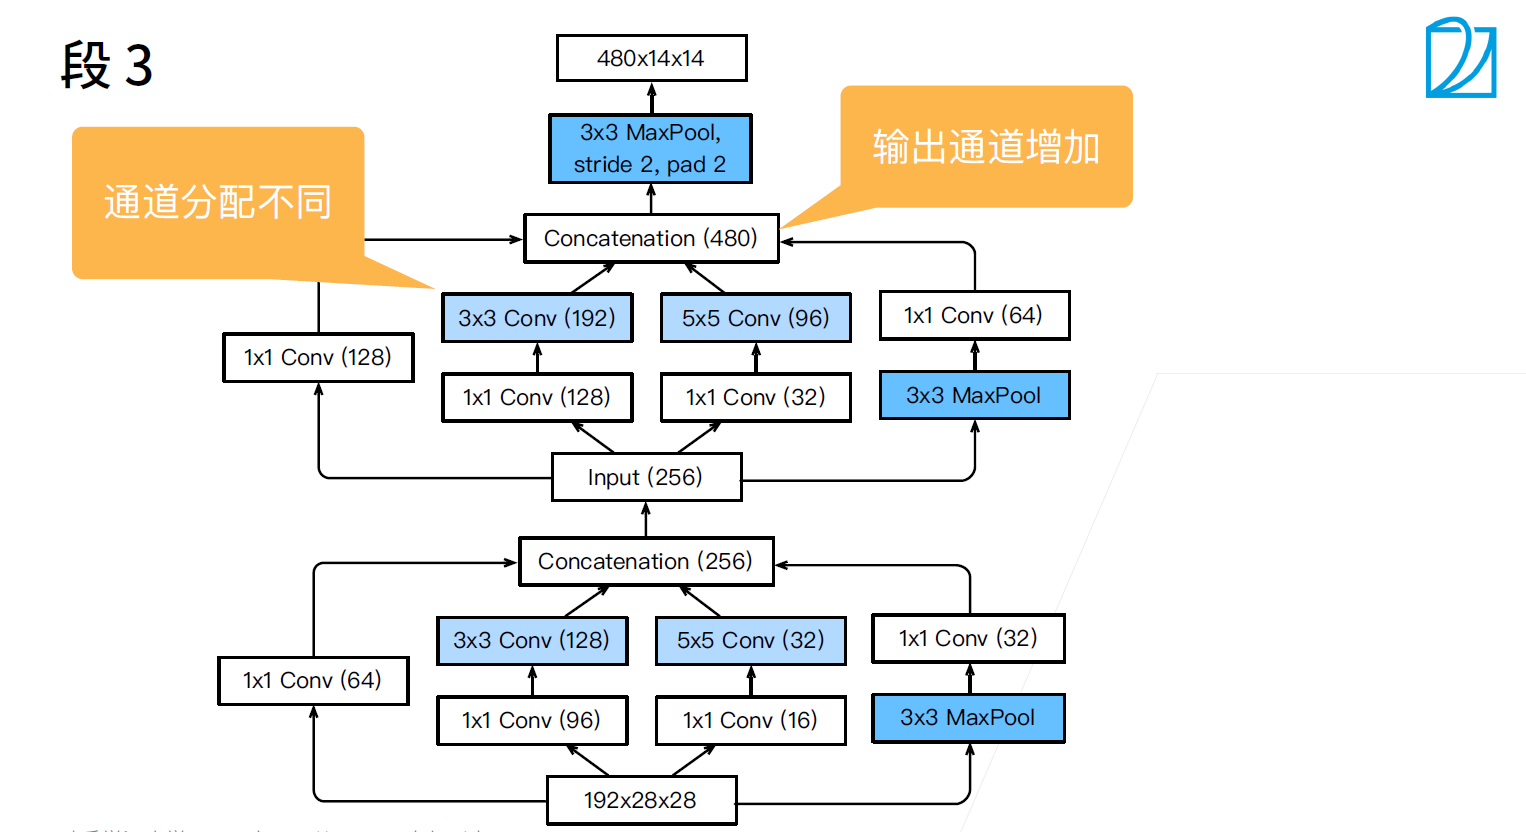 段 3
480x14x14
3x3 MaxPool,
stride 2, pad 2
输出通道增加
通道分配不同
Concatenation (480)
3x3 Conv (192)
5x5 Conv (96)
1x1 Conv (64)
1x1 Conv (128)
1x1 Conv (128)
1x1 Conv (32)
3x3 MaxPool
Input (256)
Concatenation (256)
3x3 Conv (128)
5x5 Conv (32)
1x1 Conv (32)
1x1 Conv (64)
1x1 Conv (96)
1x1 Conv (16)
3x3 MaxPool
192x28x28